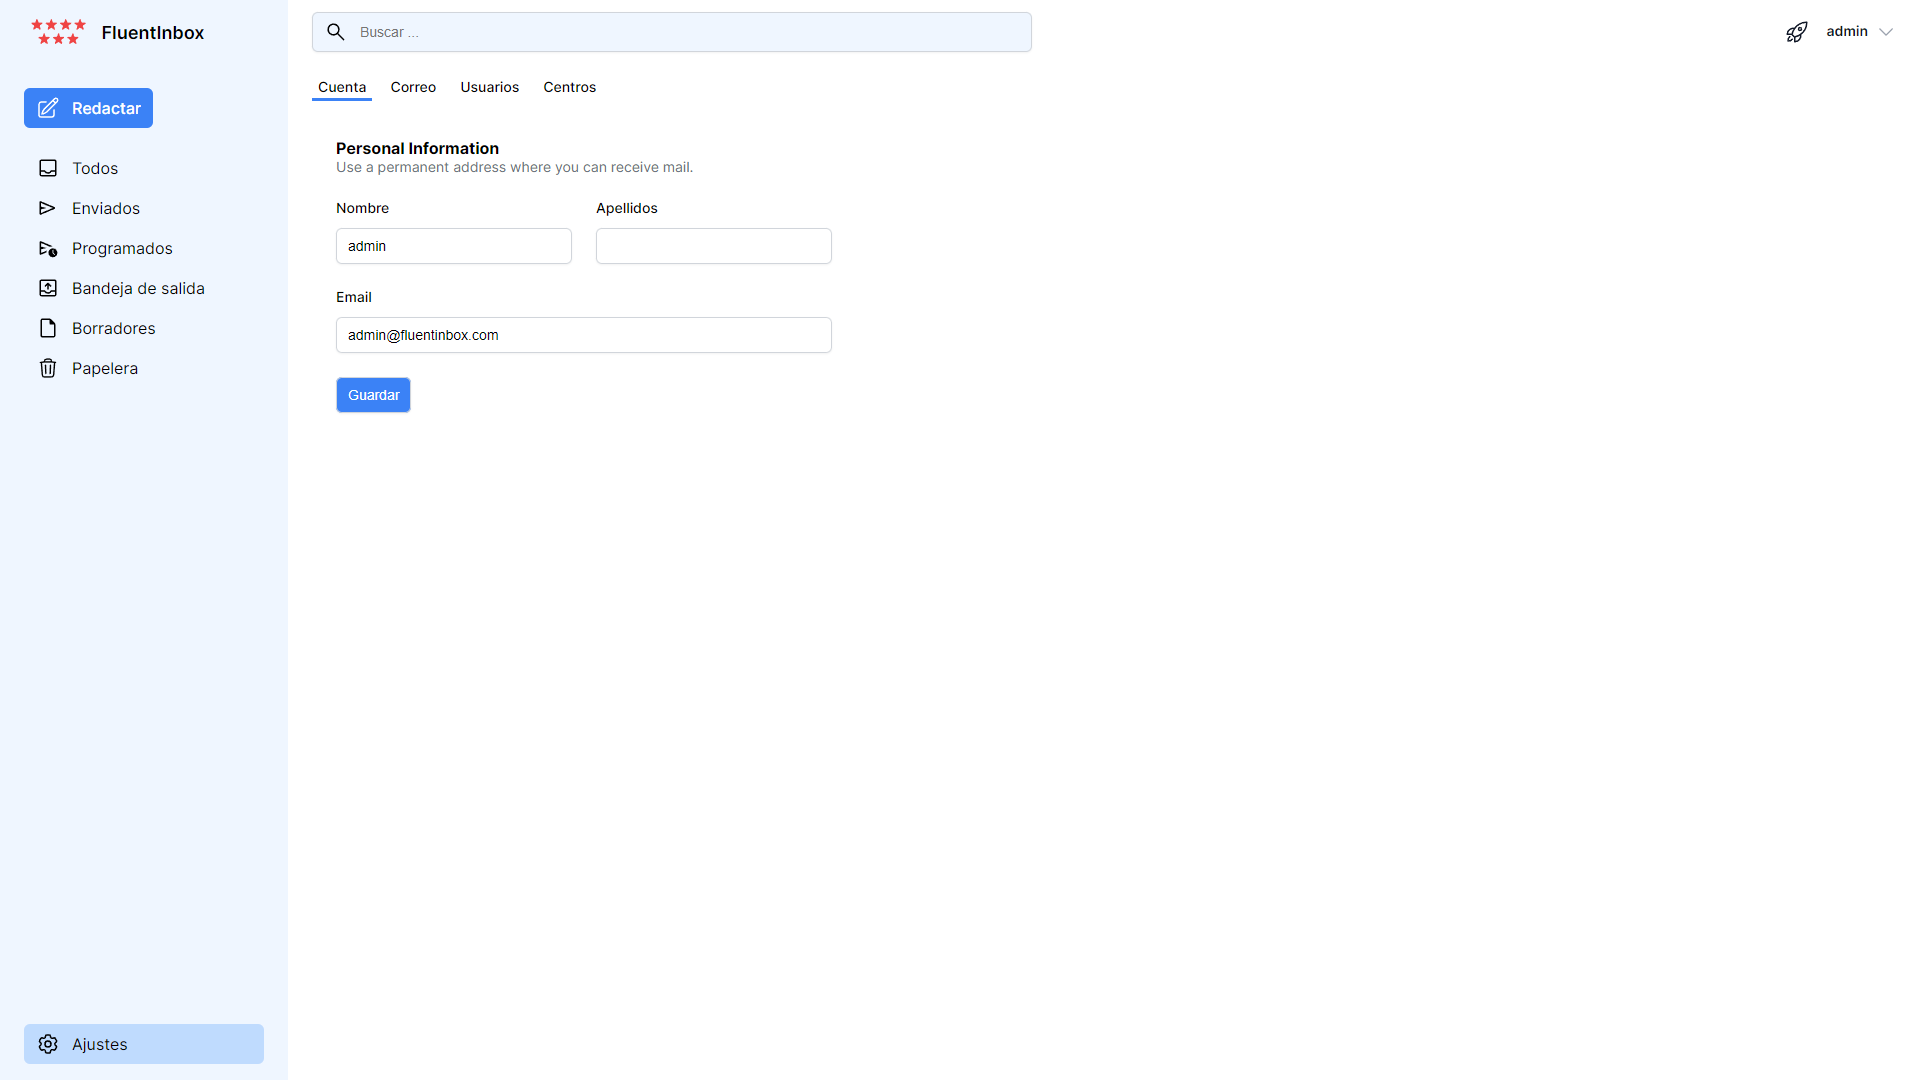 FluentInbox
Buscar ...
admin
Redactar
Todos
Enviados
Programados
Bandeja de salida
Borradores
Papelera
Ajustes
Cuenta Correo Usuarios Centros
Personal Information
Use a permanent address where you can receive mail.
Nombre Apellidos
admin
Email
admin@fluentinbox.com
Guardar